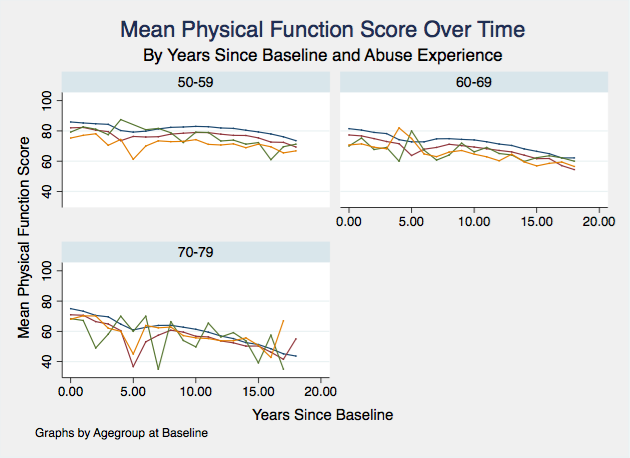 Mean Physical Function Score Over Time
By Years Since Baseline and Abuse Experience
50-59
60-69
100
80
60
40
0.00 5.00 10.00 15.00 20.00
70-79
100
80
60
40
0.00 5.00 10.00 15.00 20.00
Mean Physical Function Score
Years Since Baseline
Graphs by Agegroup at Baseline